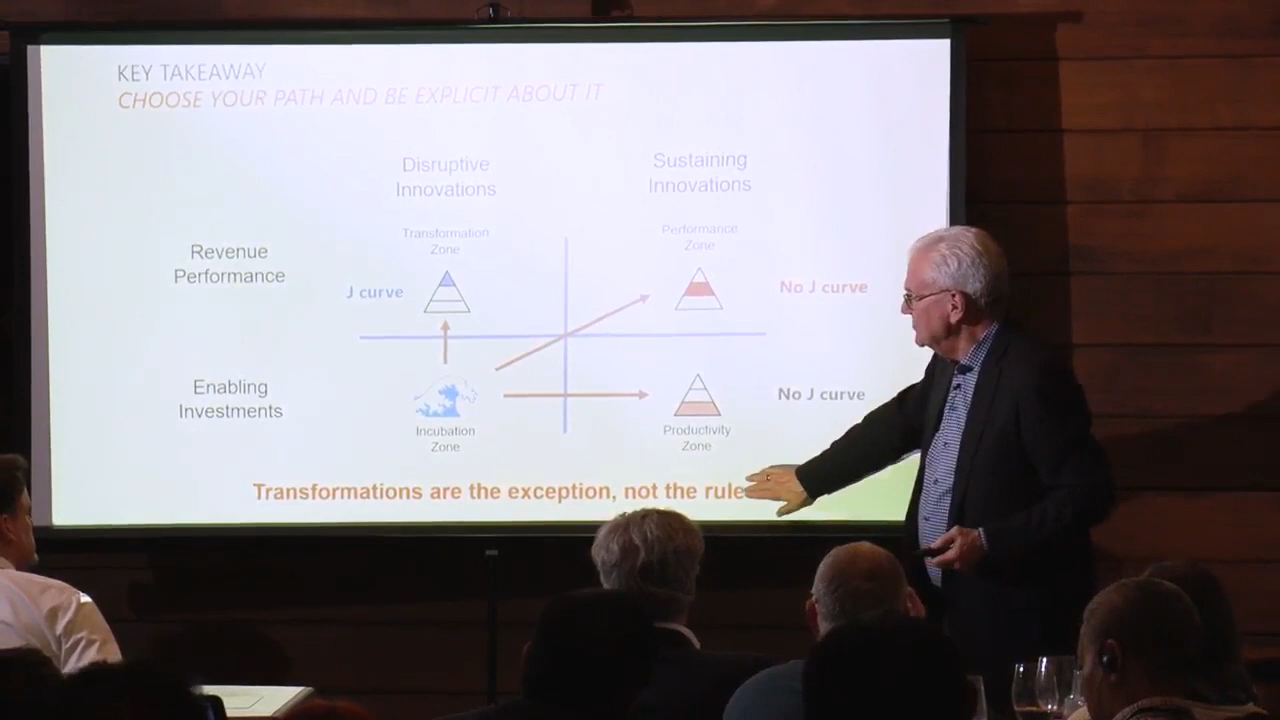 KEY TAKEAWAY
CHOOSE YOUR PATH AND BE EXPLICIT ABOUT IT
Disruptive
Innovations
Sustaining
Innovations
Revenue
Performance
Transformation
Zone
J curve
Performance
Zone
No J curve
Enabling
Investments
Incubation
Zone
Productivity
Zone
No J curve
Transformations are the exception, not the rule